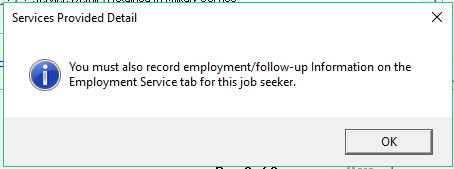 Services Provided Detail
You must also record employment/follow-up Information on the
Employment Service tab for this job seeker.
OK